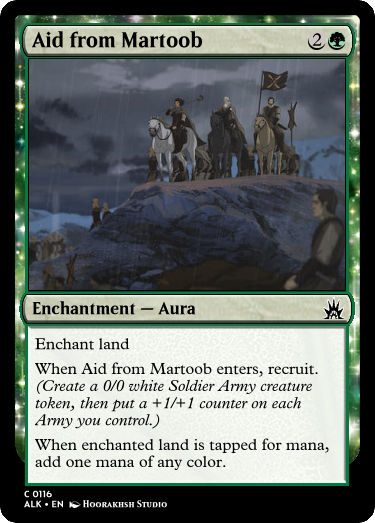 Aid from Martoob 2
Enchantment — Aura
Enchant land
When Aid from Martoob enters, recruit.
(Create a 0/0 white Soldier Army creature
token, then put a +1/+1 counter on each
Army you control.)
When enchanted land is tapped for mana,
add one mana of any color.
C 0116
ALK • EN Hoorakhsh Studio